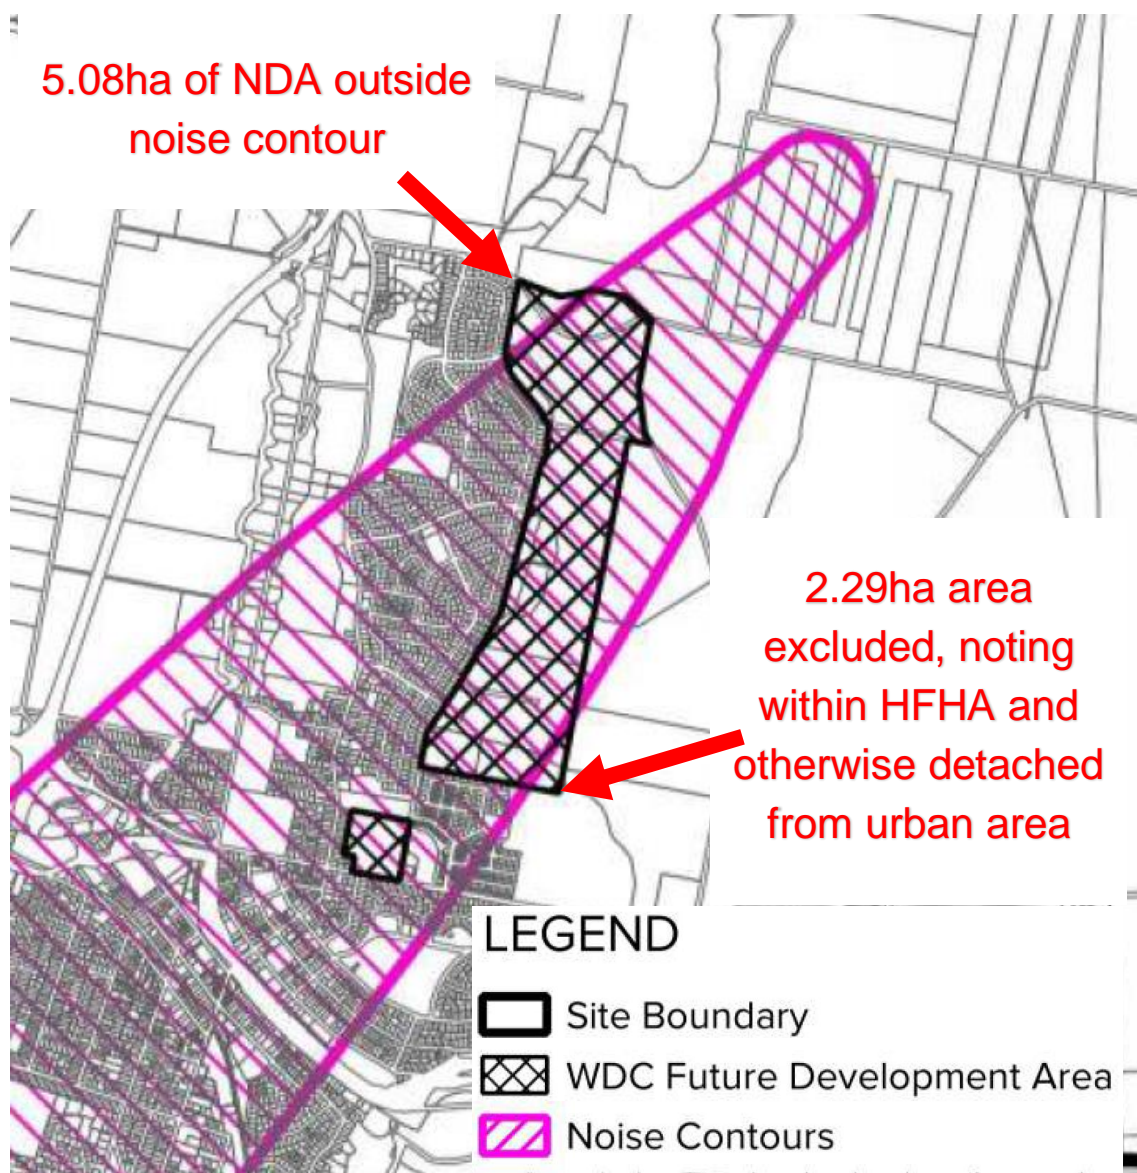 5.08ha of NDA outside
noise contour
2.29ha area
excluded, noting
within HFHA and
otherwise detached
from urban area
LEGEND
Site Boundary
WDC Future Development Area
Noise Contours